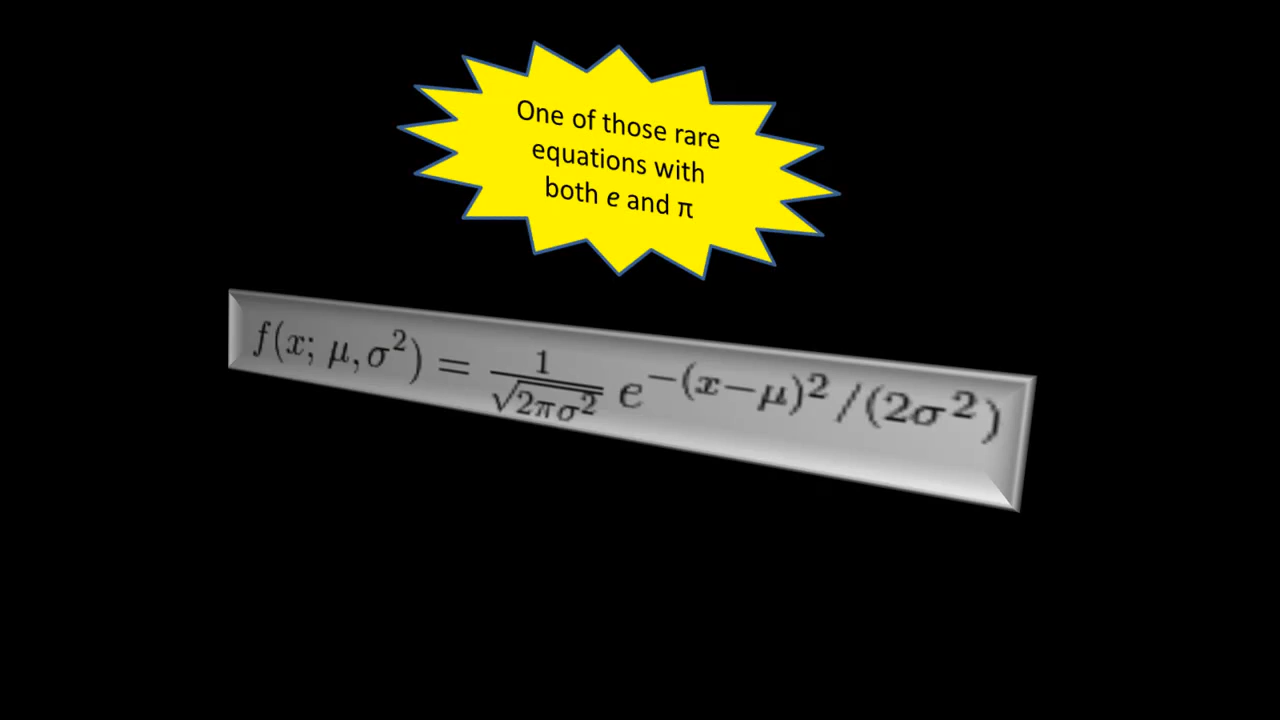 One of those rare
equations with
both e and π
f(x; μ, σ²) = 1/√(2πσ²) e^(−(x−μ)²/(2σ²))